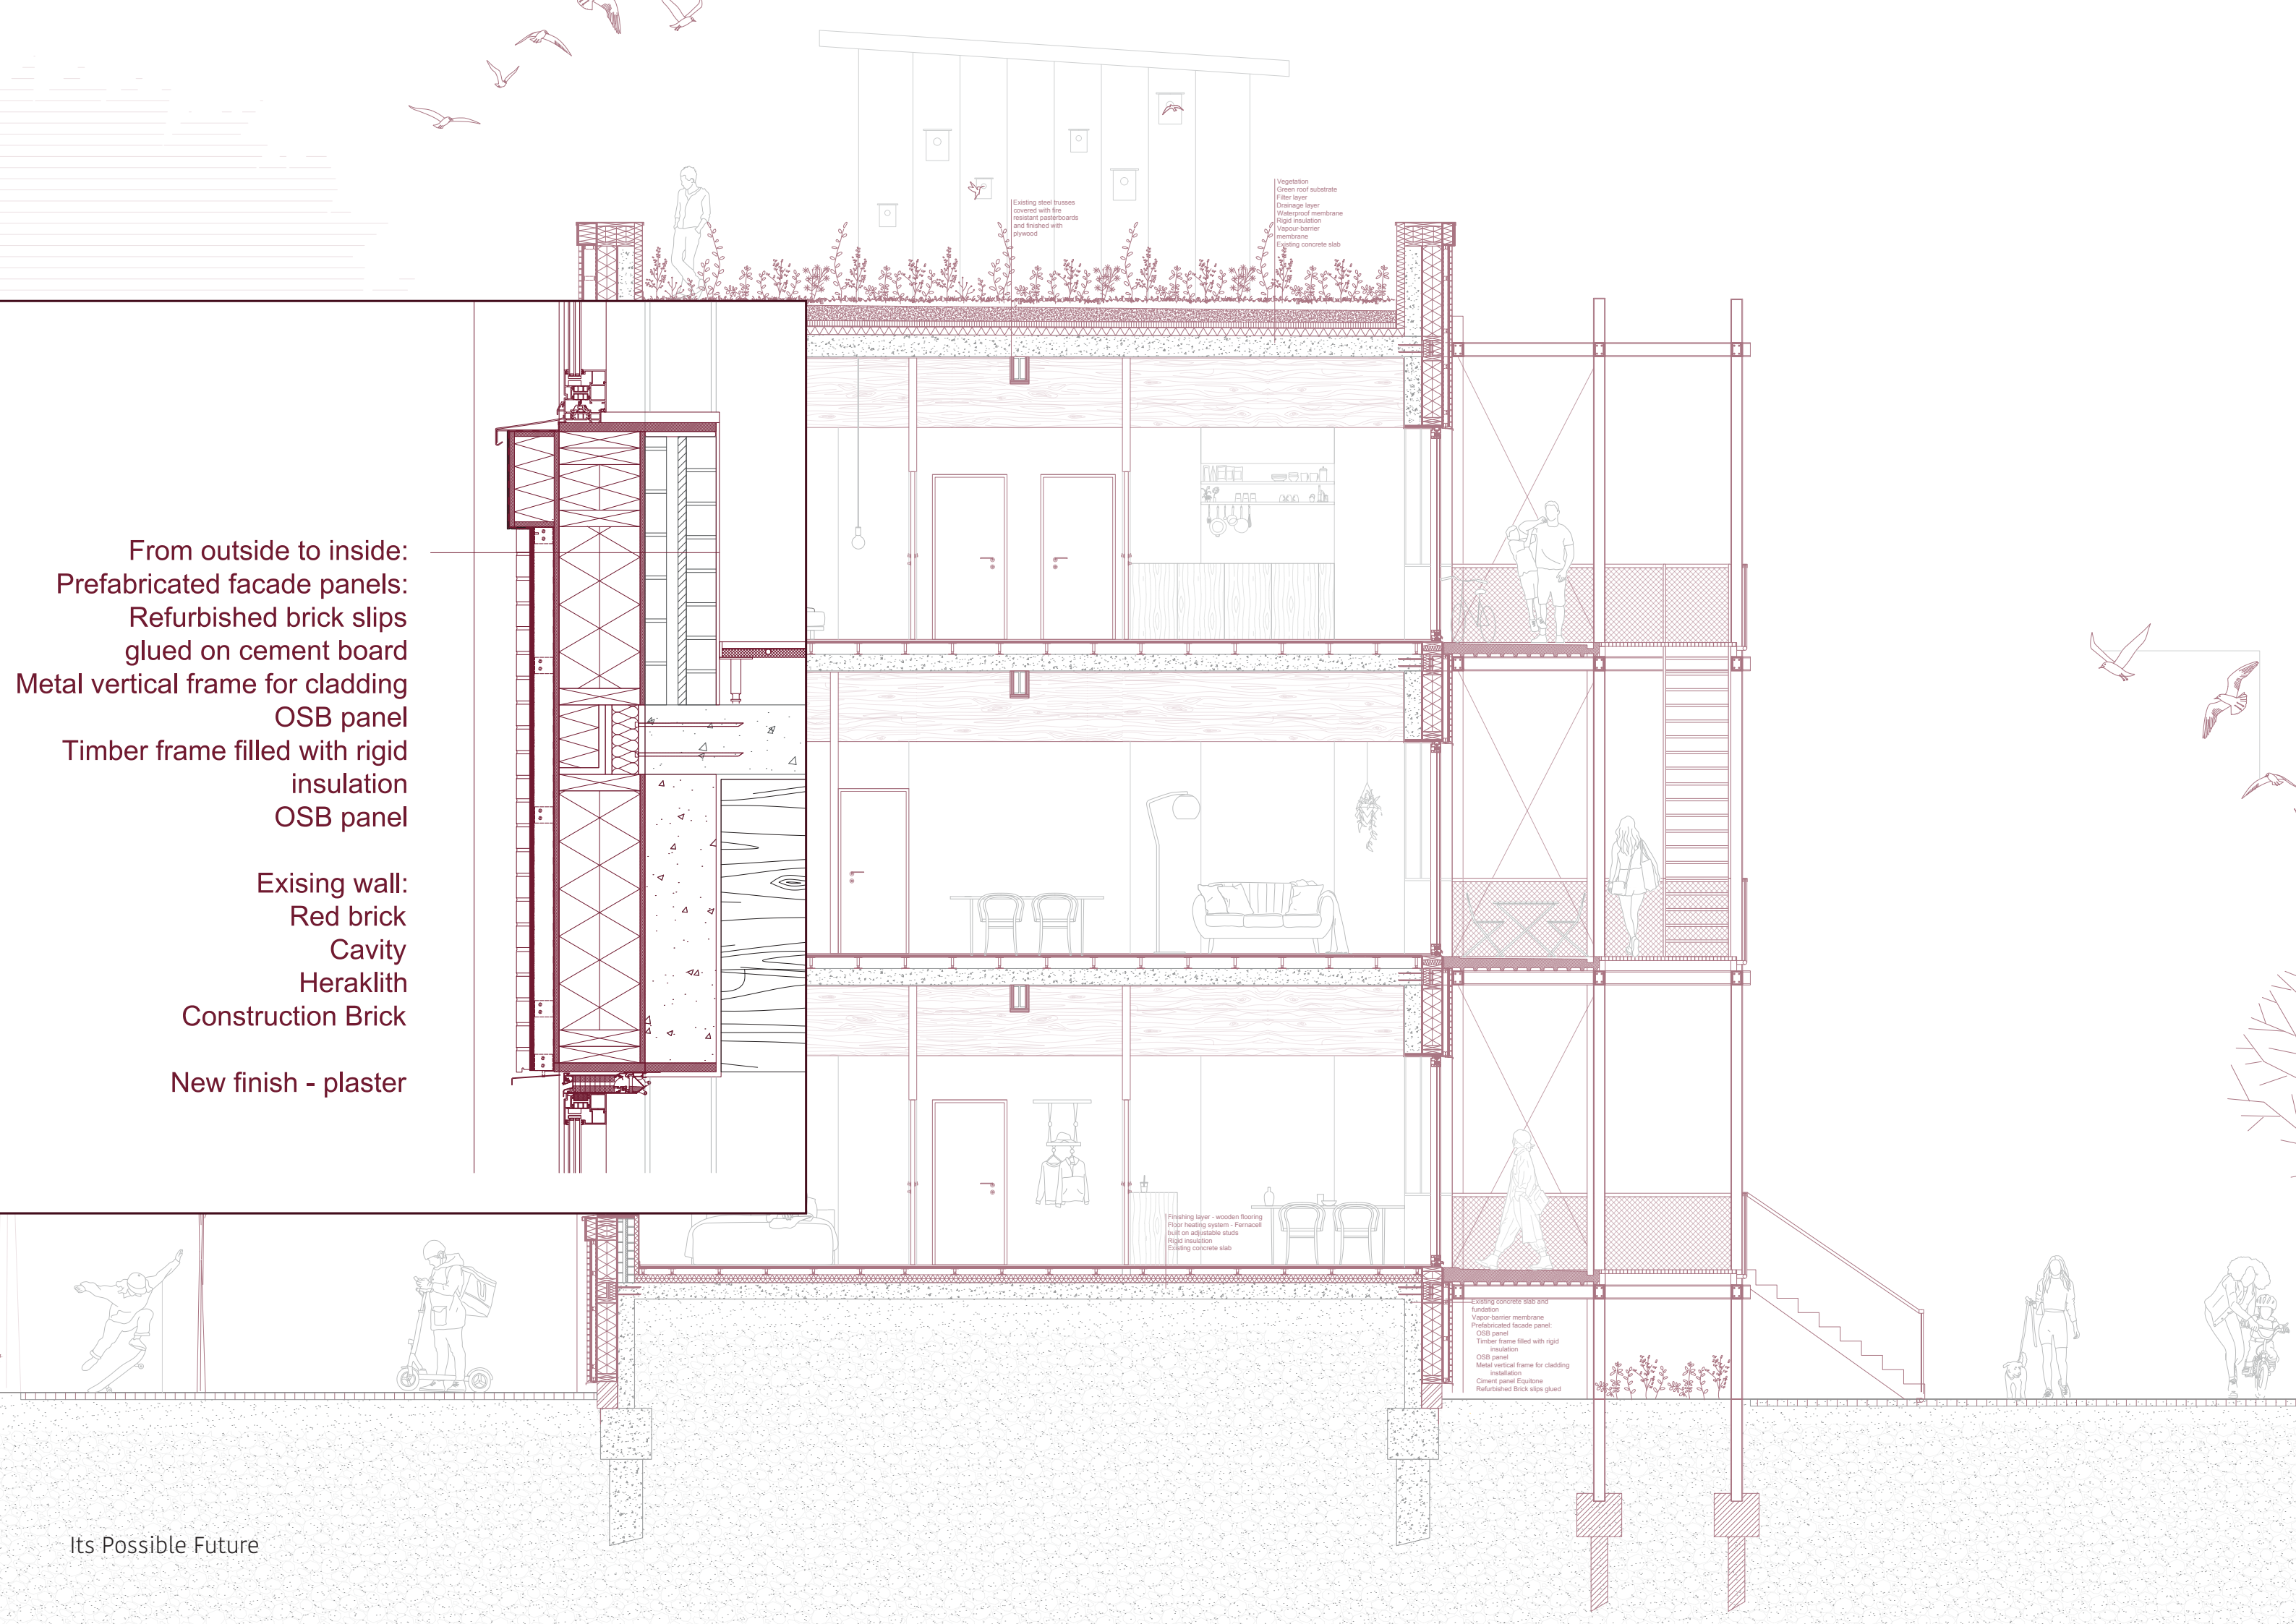 Existing steel trusses
covered with fire
resistant pasterboards
and finished with
plywood
Vegetation
Green roof substrate
Filter layer
Drainage layer
Waterproof membrane
Rigid insulation
Vapour-barrier
membrane
Existing concrete slab
From outside to inside:
Prefabricated facade panels:
Refurbished brick slips
glued on cement board
Metal vertical frame for cladding
OSB panel
Timber frame filled with rigid
insulation
OSB panel
Exising wall:
Red brick
Cavity
Heraklith
Construction Brick
New finish - plaster
Finishing layer - wooden flooring
Floor heating system - Fernacell
built on adjustable studs
Rigid insulation
Existing concrete slab
Existing concrete slab and
fundation
Vapor-barrier membrane
Prefabricated facade panel:
OSB panel
Timber frame filled with rigid
insulation
OSB panel
Metal vertical frame for cladding
installation
Ciment panel Equitone
Refurbished Brick slips glued
Its Possible Future